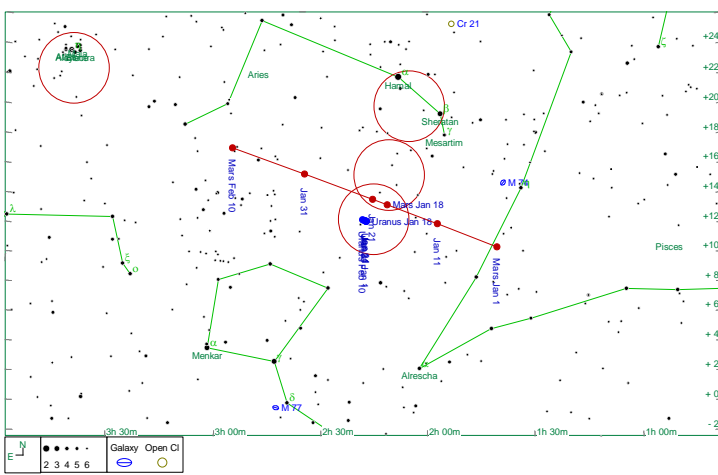 Cr 21
ξ
+24
+22
+20
+18
+16
+14
+12
+10
+8
+6
+4
+2
+0
-2
Aries
α
Hamal
β
Sheratan
γ
Mesartim
M 74
η
Mars Feb 10
Jan 31
Mars Jan 18
Jan 21
Uranus Jan 18
Jan 11
Mars Jan 1
Pisces
λ
ξ
ο
α
Menkar
γ
δ
M 77
α
Alrescha
3h 30m
3h 00m
2h 30m
2h 00m
1h 30m
1h 00m
N
E
2 3 4 5 6
Galaxy
Open Cl